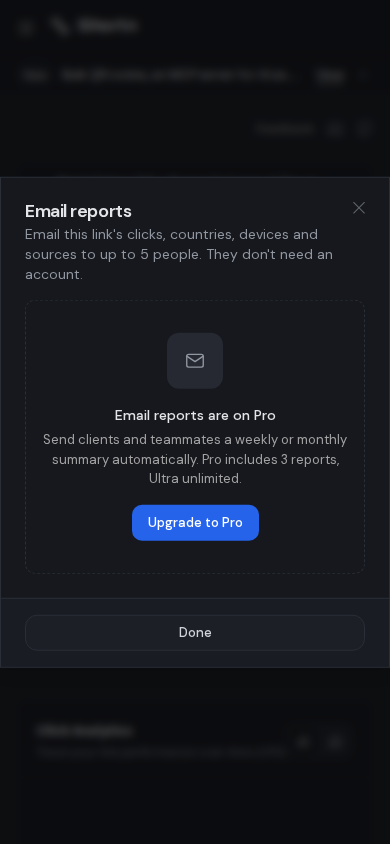 Email reports
Email this link's clicks, countries, devices and
sources to up to 5 people. They don't need an
account.
Email reports are on Pro
Send clients and teammates a weekly or monthly
summary automatically. Pro includes 3 reports,
Ultra unlimited.
Upgrade to Pro
Done